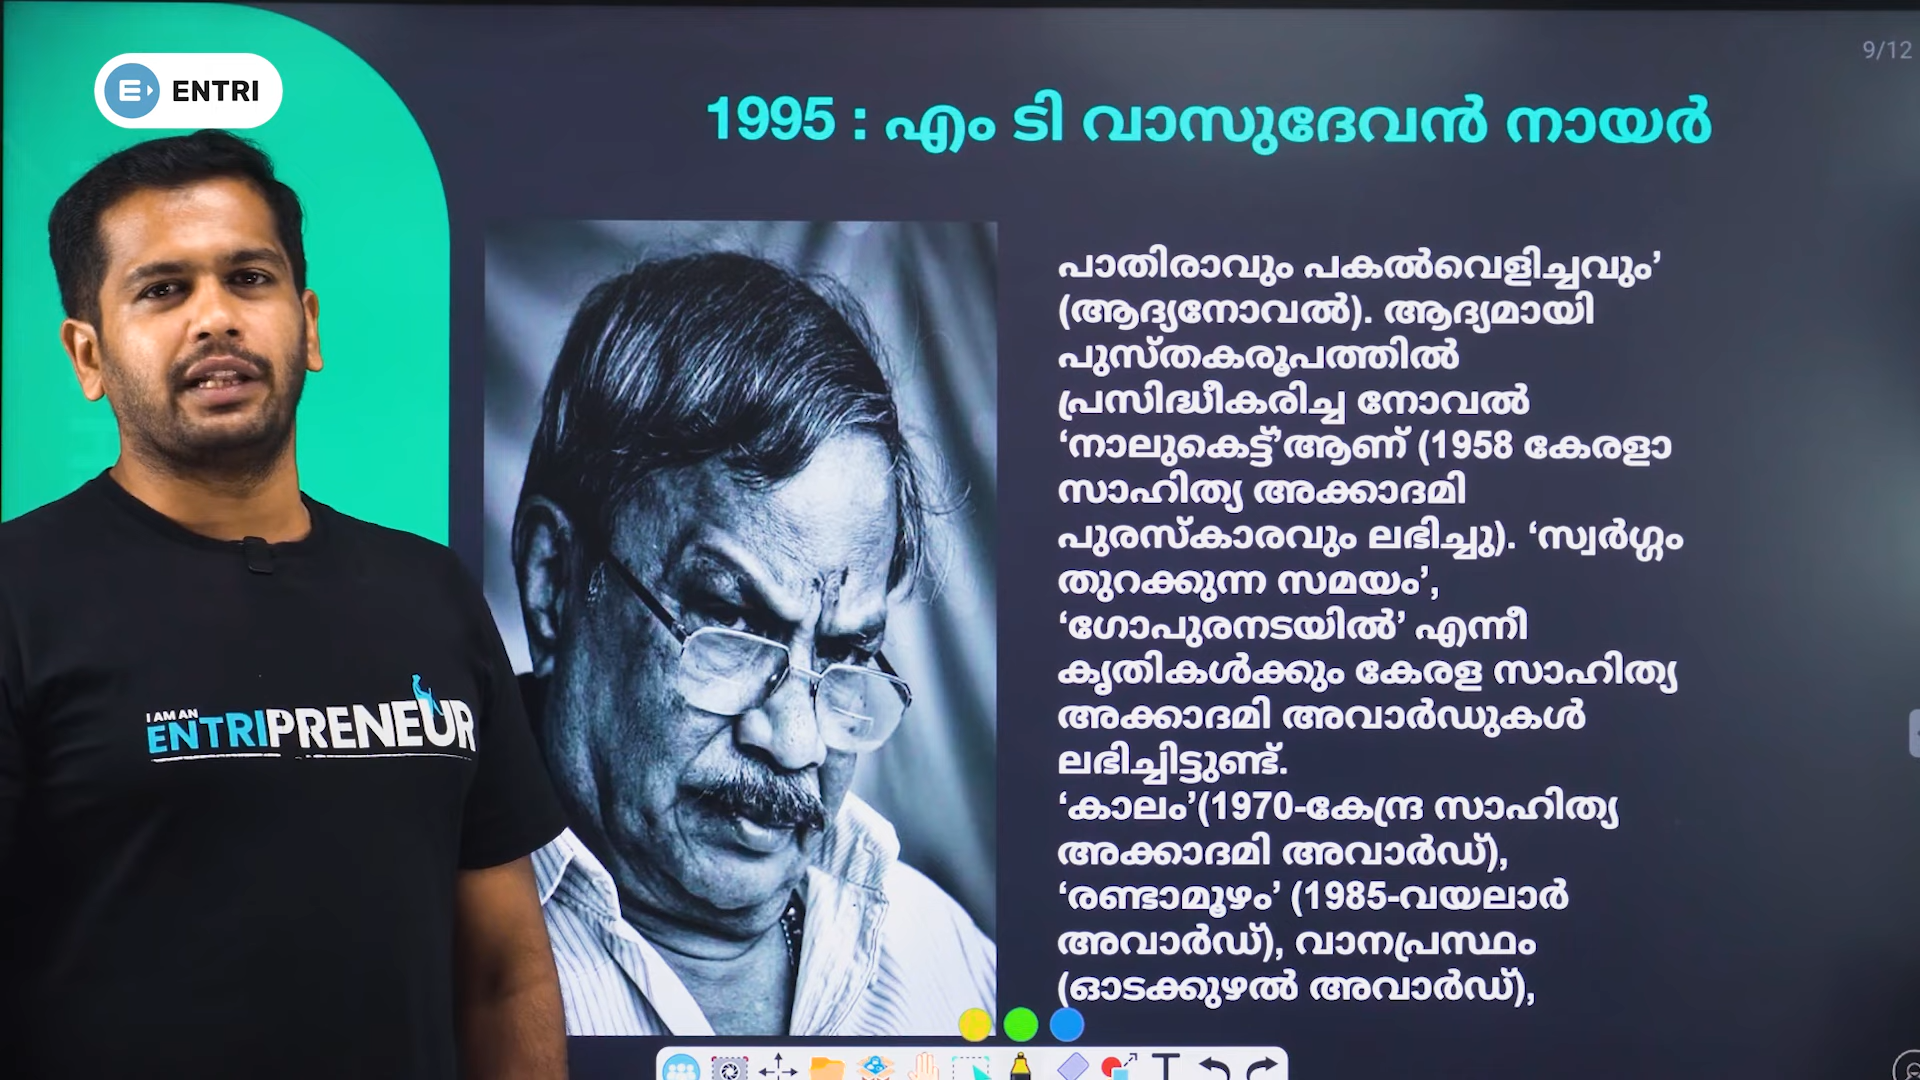 9/12
ENTRI
1995 : എം ടി വാസുദേവൻ നായർ
പാതിരാവും പകൽവെളിച്ചവും’
(ആദ്യനോവൽ). ആദ്യമായി
പുസ്തകരൂപത്തിൽ
പ്രസിദ്ധീകരിച്ച നോവൽ
‘നാലുകെട്ട്’ആണ് (1958 കേരളാ
സാഹിത്യ അക്കാദമി
പുരസ്കാരവും ലഭിച്ചു). ‘സ്വർഗ്ഗം
തുറക്കുന്ന സമയം’,
‘ഗോപുരനടയിൽ’ എന്നീ
കൃതികൾക്കും കേരള സാഹിത്യ
അക്കാദമി അവാർഡുകൾ
ലഭിച്ചിട്ടുണ്ട്.
‘കാലം’(1970-കേന്ദ്ര സാഹിത്യ
അക്കാദമി അവാർഡ്),
‘രണ്ടാമൂഴം’ (1985-വയലാർ
അവാർഡ്), വാനപ്രസ്ഥം
(ഓടക്കുഴൽ അവാർഡ്),
I AM AN
ENTRIPRENEUR